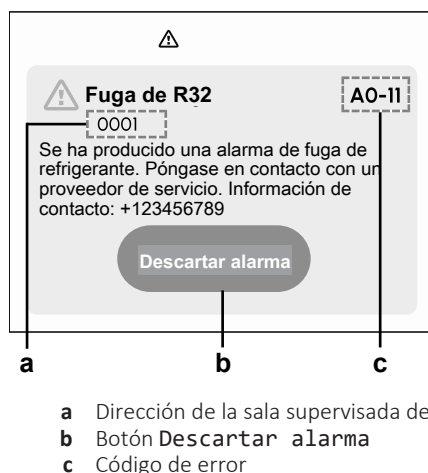 Fuga de R32
A0-11
0001
Se ha producido una alarma de fuga de
refrigerante. Póngase en contacto con un
proveedor de servicio. Información de
contacto: +123456789
Descartar alarma
a b c
a Dirección de la sala supervisada de
b Botón Descartar alarma
c Código de error